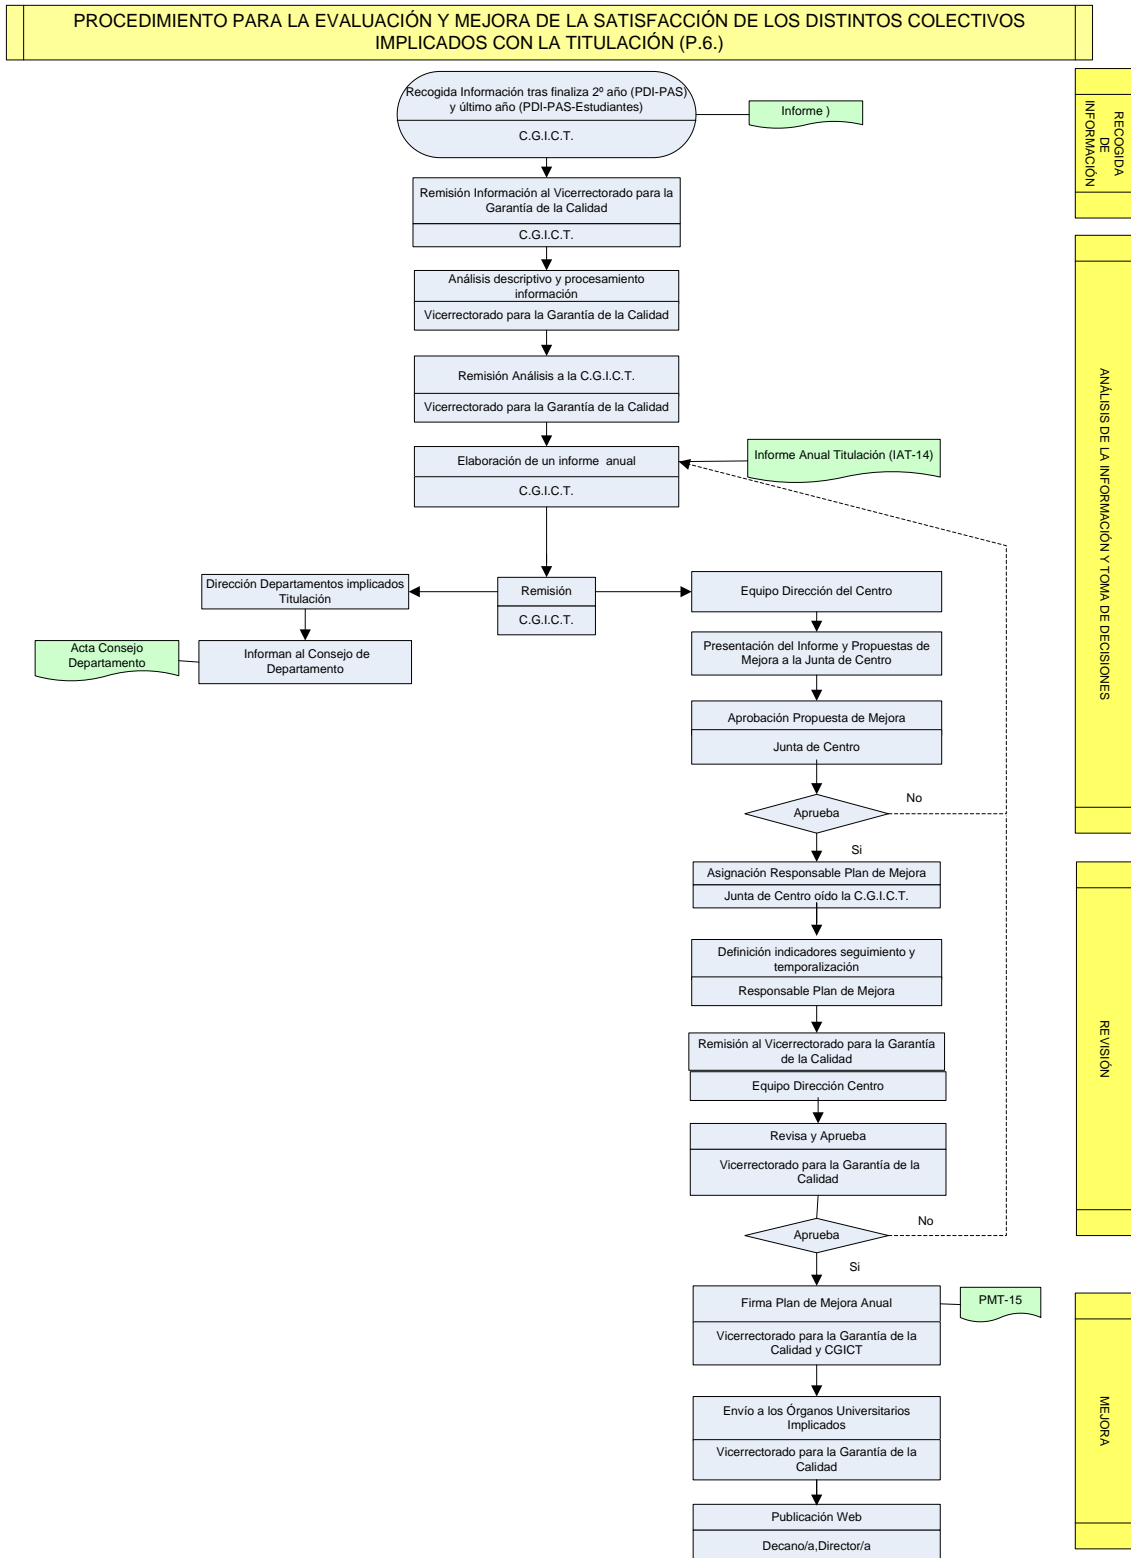 PROCEDIMIENTO PARA LA EVALUACIÓN Y MEJORA DE LA SATISFACCIÓN DE LOS DISTINTOS COLECTIVOS
IMPLICADOS CON LA TITULACIÓN (P.6.)
Recogida Información tras finaliza 2º año (PDI-PAS)
y último año (PDI-PAS-Estudiantes)
C.G.I.C.T.
Informe )
RECOGIDA
DE
INFORMACIÓN
Remisión Información al Vicerrectorado para la
Garantía de la Calidad
C.G.I.C.T.
Análisis descriptivo y procesamiento
información
Vicerrectorado para la Garantía de la Calidad
Remisión Análisis a la C.G.I.C.T.
Vicerrectorado para la Garantía de la Calidad
Elaboración de un informe anual
C.G.I.C.T.
Informe Anual Titulación (IAT-14)
ANÁLISIS DE LA INFORMACIÓN Y TOMA DE DECISIONES
Dirección Departamentos implicados
Titulación
Remisión
C.G.I.C.T.
Equipo Dirección del Centro
Acta Consejo
Departamento
Informan al Consejo de
Departamento
Presentación del Informe y Propuestas de
Mejora a la Junta de Centro
Aprobación Propuesta de Mejora
Junta de Centro
Aprueba
No
Si
Asignación Responsable Plan de Mejora
Junta de Centro oído la C.G.I.C.T.
Definición indicadores seguimiento y
temporalización
Responsable Plan de Mejora
REVISIÓN
Remisión al Vicerrectorado para la Garantía
de la Calidad
Equipo Dirección Centro
Revisa y Aprueba
Vicerrectorado para la Garantía de la
Calidad
Aprueba
No
Si
Firma Plan de Mejora Anual
Vicerrectorado para la Garantía de la
Calidad y CGICT
PMT-15
MEJORA
Envío a los Órganos Universitarios
Implicados
Vicerrectorado para la Garantía de la
Calidad
Publicación Web
Decano/a,Director/a